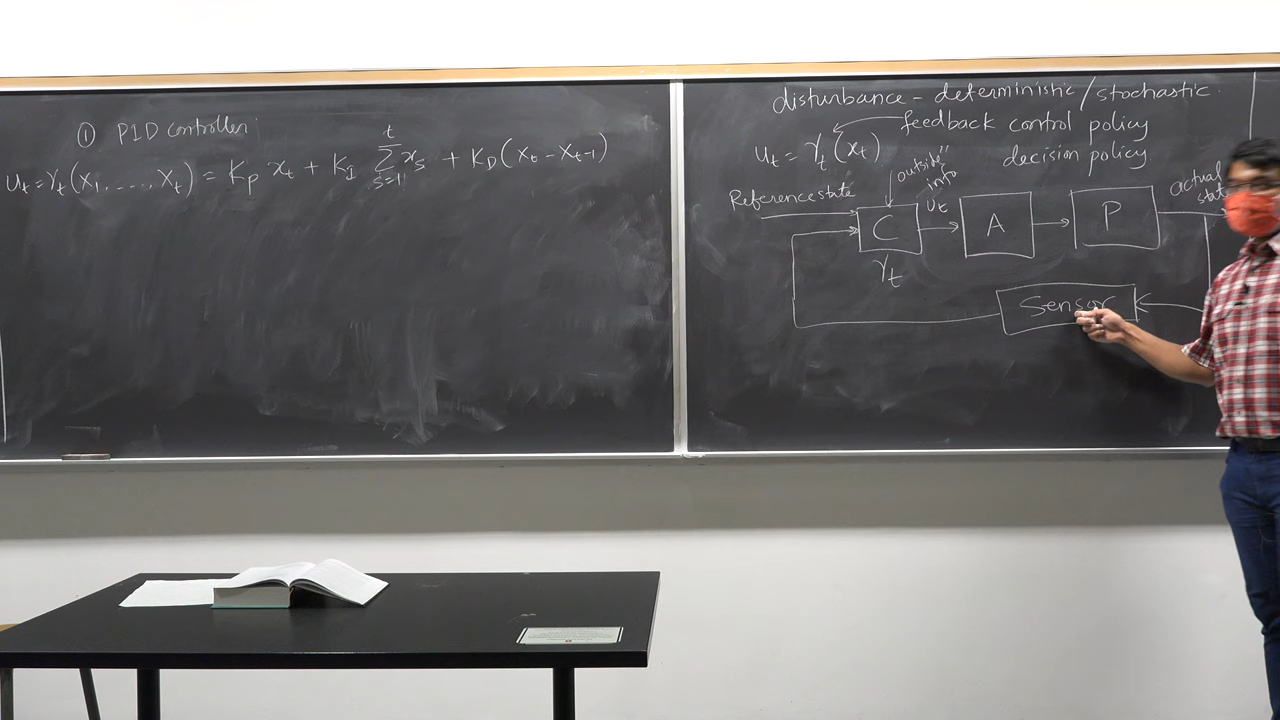 ① PID controller
u_t = γ_t(x_1, ...., x_t) = K_P x_t + K_I ∑_{s=1}^{t} x_s + K_D(x_t - x_{t-1})
disturbance - deterministic / stochastic.
feedback control policy
u_t = γ_t(x_t)
decision policy
"outside" info
Reference state
C
u_t
A
P
actual state
γ_t
Sensor